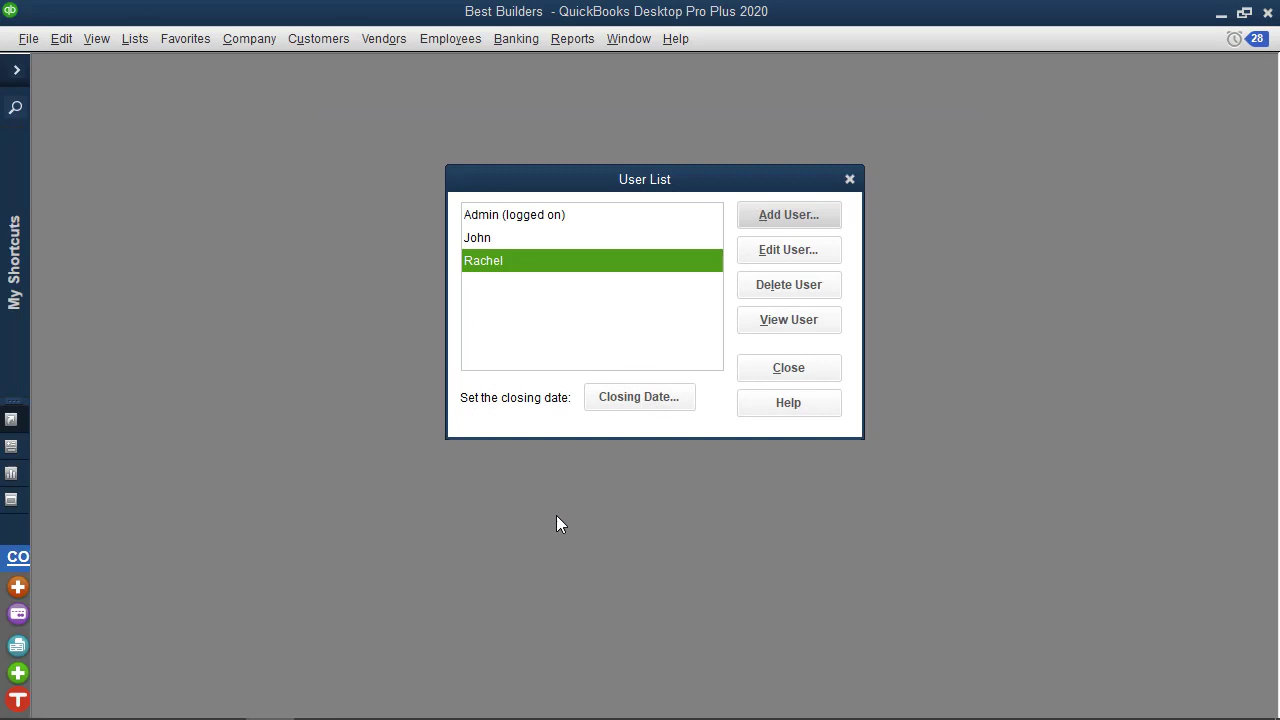 Best Builders - QuickBooks Desktop Pro Plus 2020
File Edit View Lists Favorites Company Customers Vendors Employees Banking Reports Window Help 28
User List
Admin (logged on)
John
Rachel
Add User...
Edit User...
Delete User
View User
Close
Help
Set the closing date: Closing Date...
My Shortcuts
CO